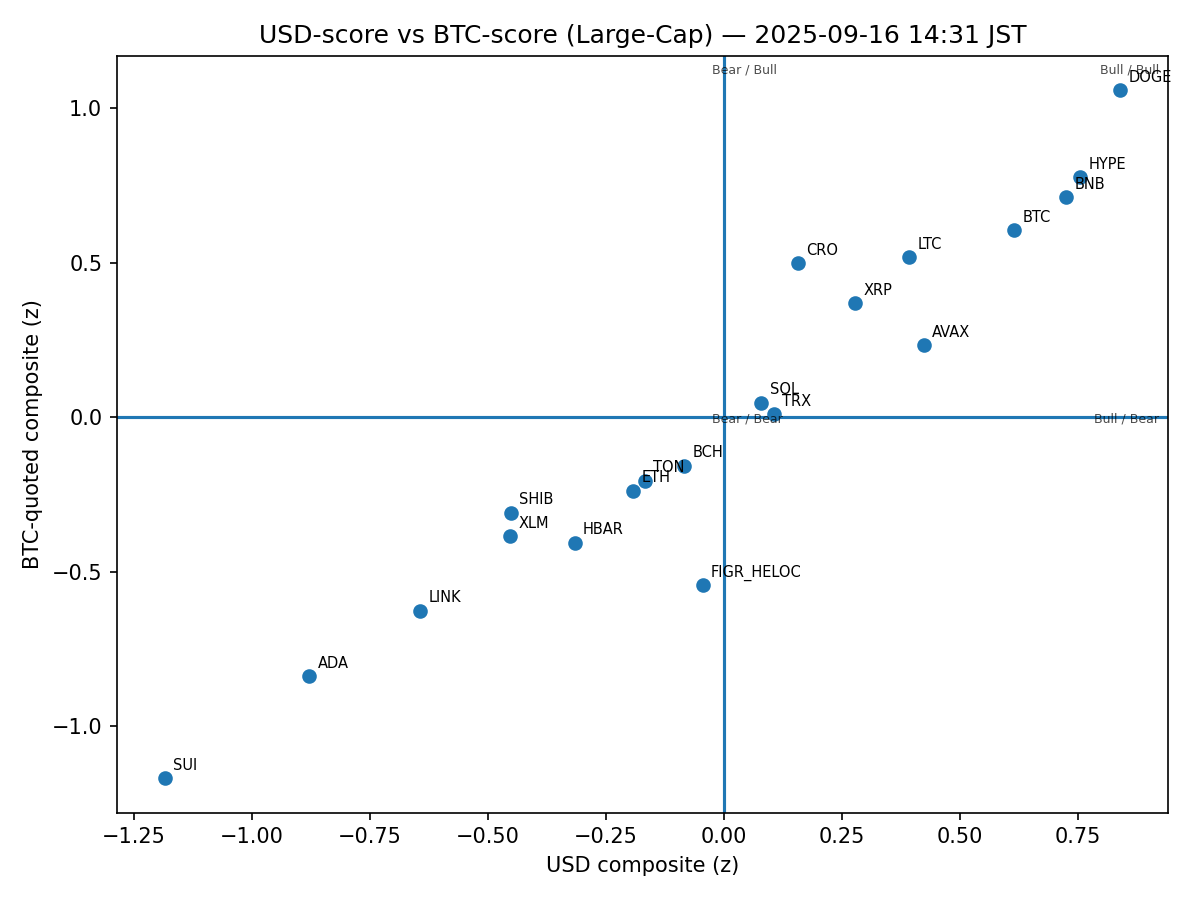 USD-score vs BTC-score (Large-Cap) — 2025-09-16 14:31 JST
Bear / Bull
Bull / Bull
DOGE
HYPE
BNB
BTC
LTC
CRO
XRP
AVAX
SOL
TRX
Bear / Bear
Bull / Bear
BCH
TON
ETH
SHIB
XLM
HBAR
FIGR_HELOC
LINK
ADA
SUI
1.0
0.5
0.0
−0.5
−1.0
BTC-quoted composite (z)
−1.25
−1.00
−0.75
−0.50
−0.25
0.00
0.25
0.50
0.75
USD composite (z)